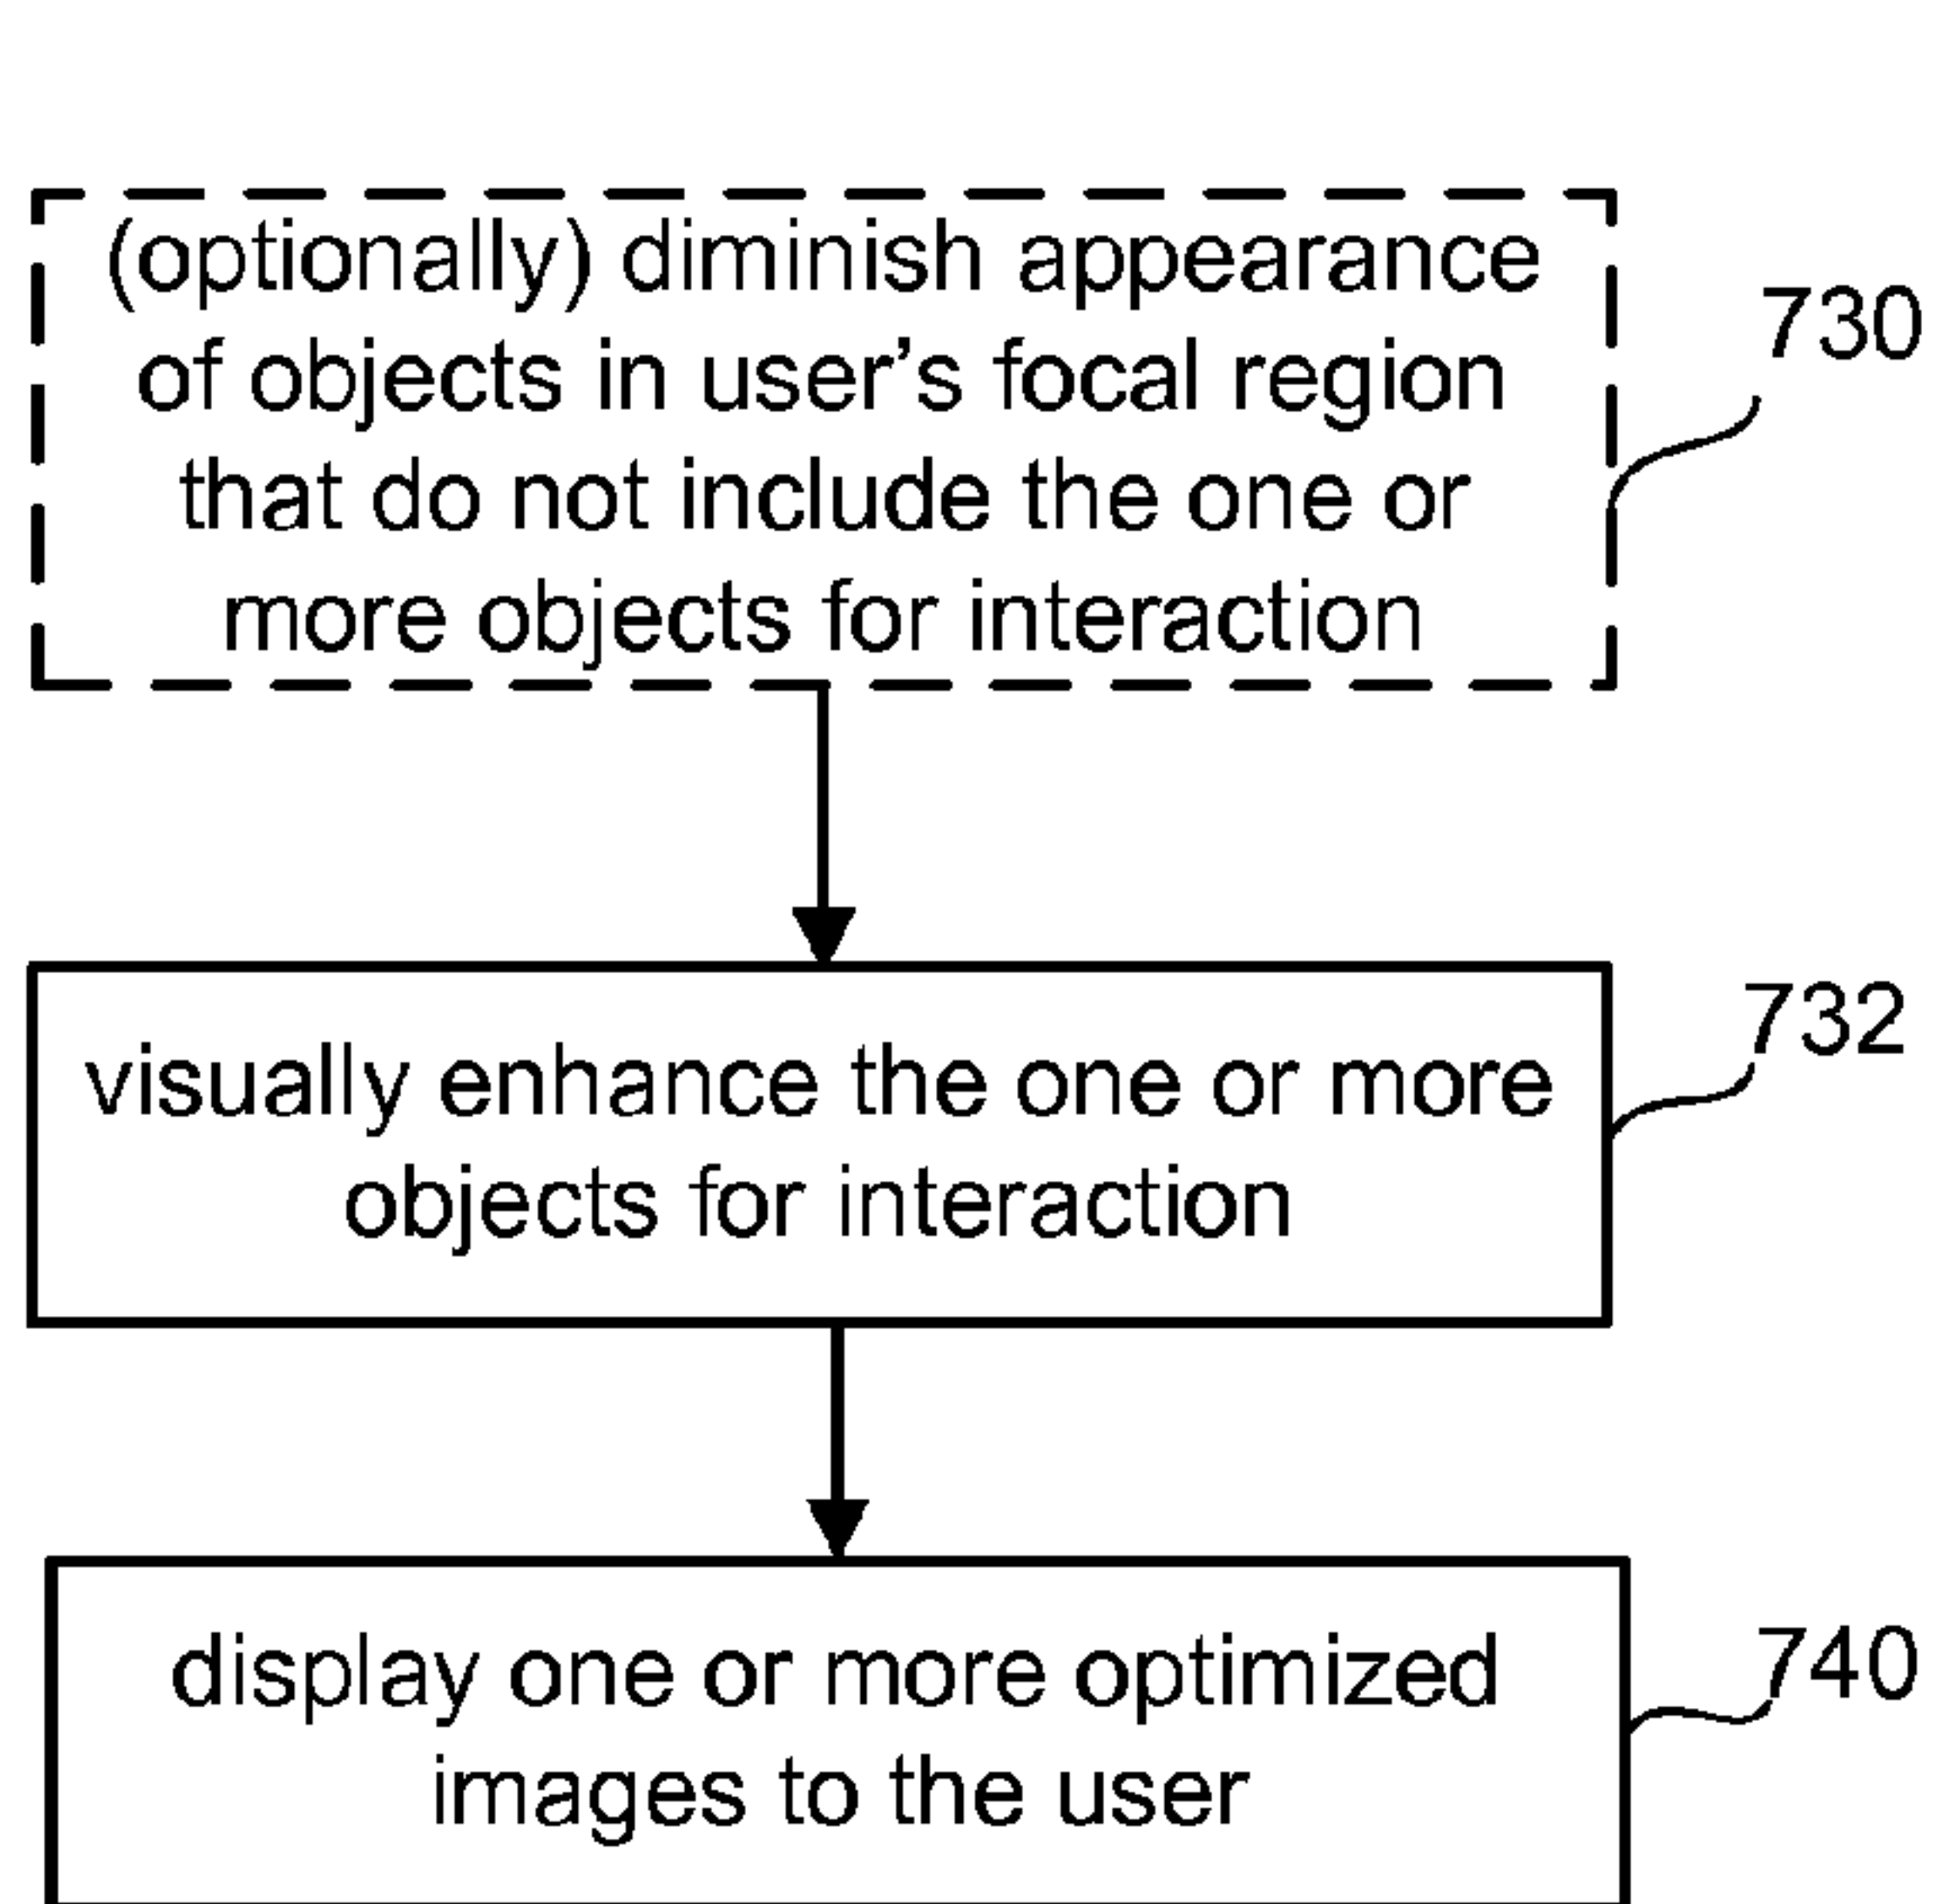 (optionally) diminish appearance
of objects in user’s focal region
that do not include the one or
more objects for interaction
730
visually enhance the one or more
objects for interaction
732
display one or more optimized
images to the user
740